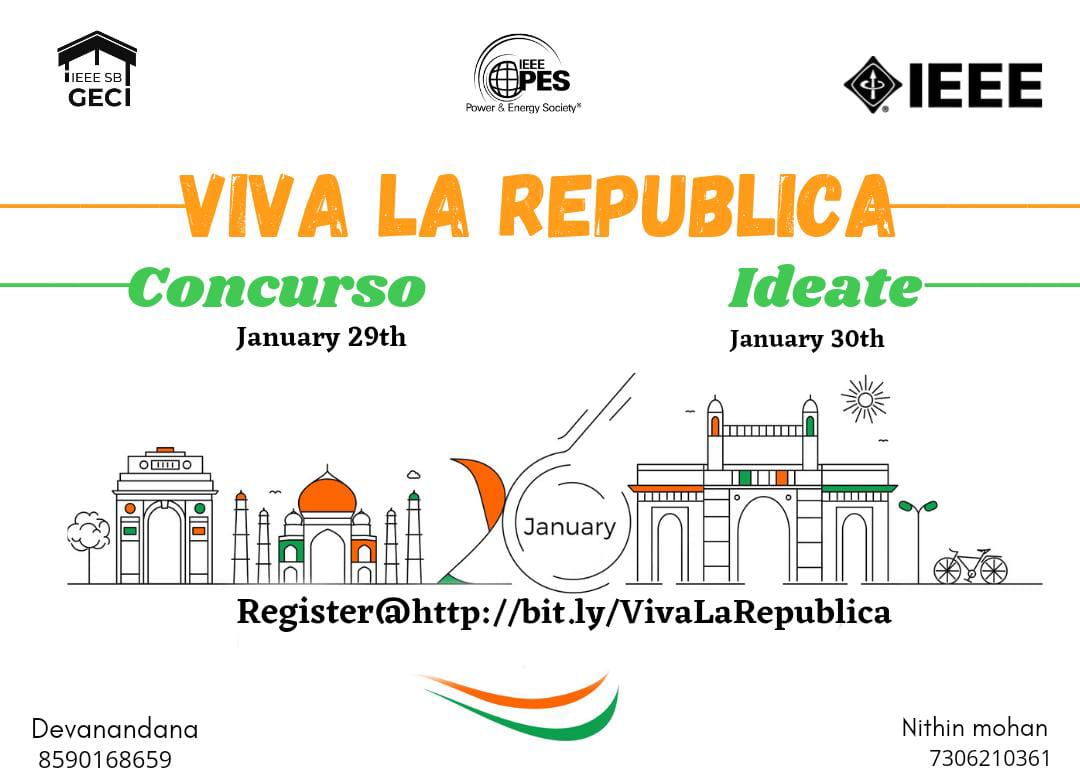 IEEE SB
GECI
IEEE
PES
Power & Energy Society®
IEEE
VIVA LA REPUBLICA
Concurso
Ideate
January 29th
January 30th
26
January
Register@http://bit.ly/VivaLaRepublica
Devanandana
8590168659
Nithin mohan
7306210361